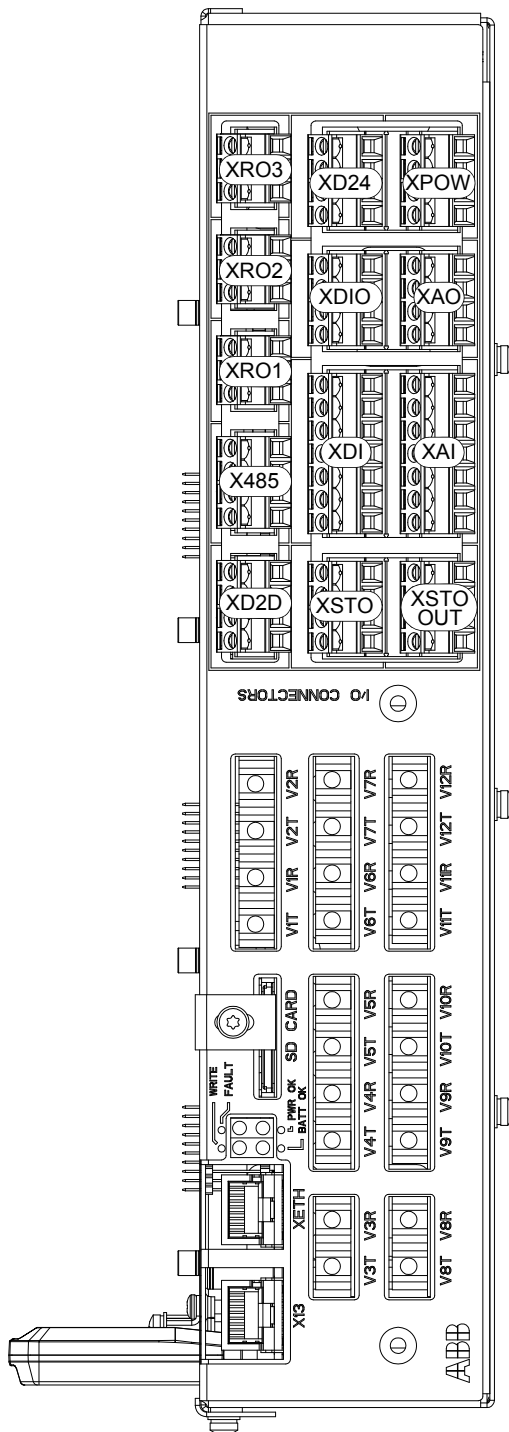 XRO3
XD24
XPOW
XRO2
XDIO
XAO
XRO1
X485
XDI
XAI
XD2D
XSTO
XSTO
OUT
I/O CONNECTORS
V2R
V2T
V1R
V1T
V7R
V7T
V6R
V6T
V12R
V12T
V11R
V11T
SD CARD
WRITE
FAULT
PWR OK
BATT OK
V5R
V5T
V4R
V4T
V10R
V10T
V9R
V9T
XETH
X13
V3R
V3T
V8R
V8T
ABB